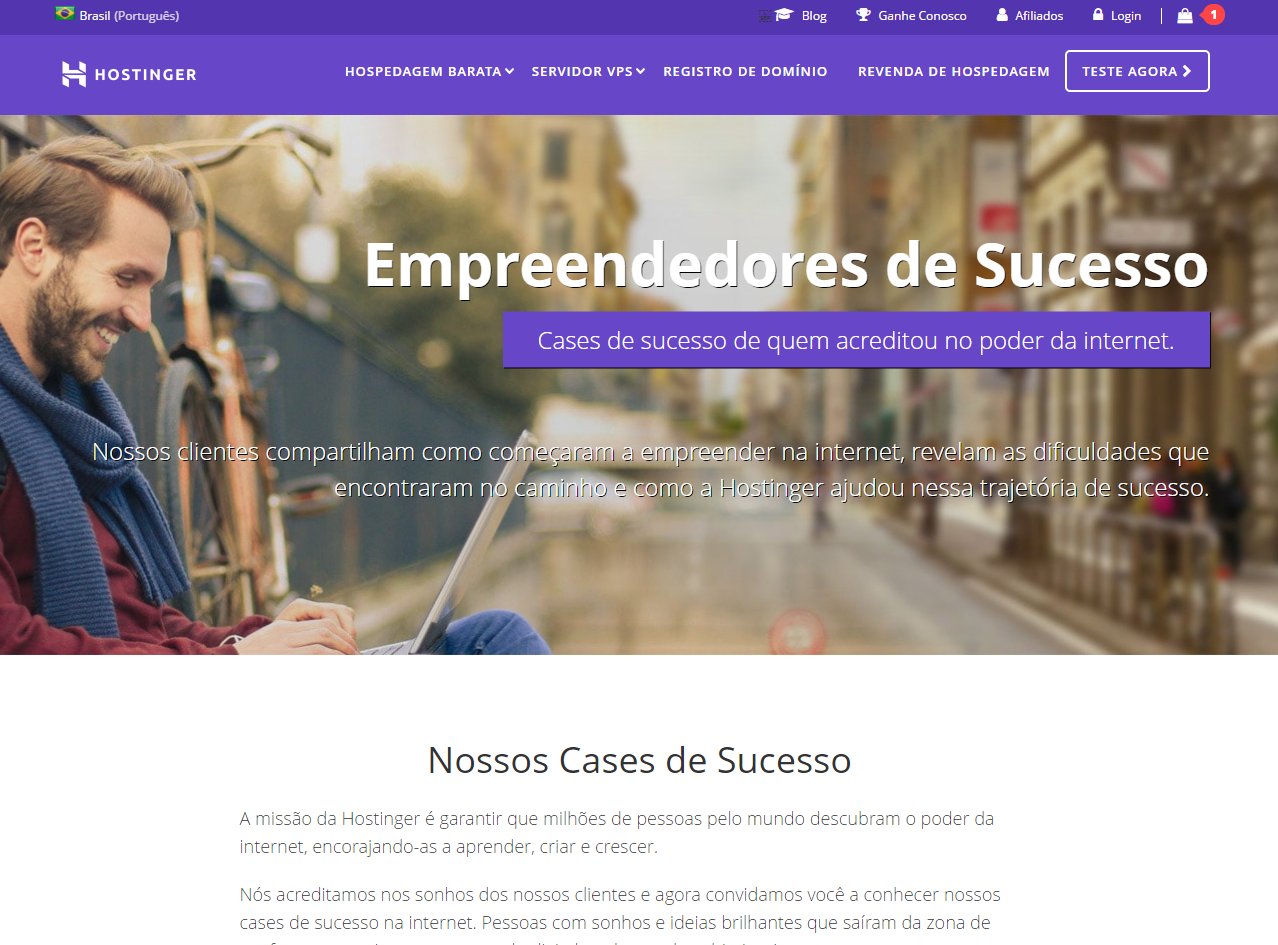 Brasil (Português)
Blog
Ganhe Conosco
Afiliados
Login
1
HOSTINGER
HOSPEDAGEM BARATA
SERVIDOR VPS
REGISTRO DE DOMÍNIO
REVENDA DE HOSPEDAGEM
TESTE AGORA
Empreendedores de Sucesso
Cases de sucesso de quem acreditou no poder da internet.
Nossos clientes compartilham como começaram a empreender na internet, revelam as dificuldades que
encontraram no caminho e como a Hostinger ajudou nessa trajetória de sucesso.
Nossos Cases de Sucesso
A missão da Hostinger é garantir que milhões de pessoas pelo mundo descubram o poder da
internet, encorajando-as a aprender, criar e crescer.
Nós acreditamos nos sonhos dos nossos clientes e agora convidamos você a conhecer nossos
cases de sucesso na internet. Pessoas com sonhos e ideias brilhantes que saíram da zona de